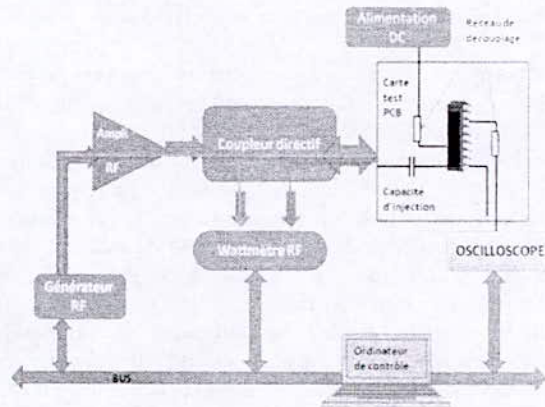 Alimentation
DC
Réseau de
découplage
Carte
test
PCB
Ampli
RF
Coupleur directif
Capacité
d'injection
Wattmètre RF
OSCILLOSCOPE
Générateur
RF
Ordinateur
de contrôle
BUS